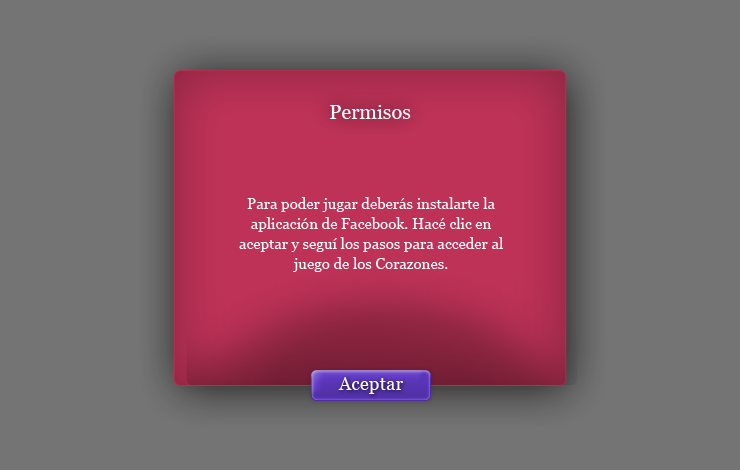 Permisos
Para poder jugar deberás instalarte la
aplicación de Facebook. Hacé clic en
aceptar y seguí los pasos para acceder al
juego de los Corazones.
Aceptar